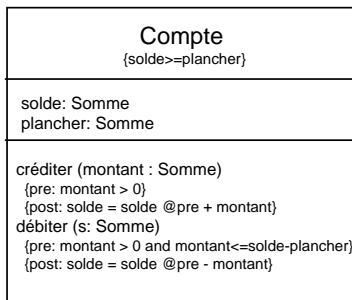 Compte
{solde>=plancher}
solde: Somme
plancher: Somme
créditer (montant : Somme)
{pre: montant > 0}
{post: solde = solde @pre + montant}
débiter (s: Somme)
{pre: montant > 0 and montant<=solde-plancher}
{post: solde = solde @pre - montant}